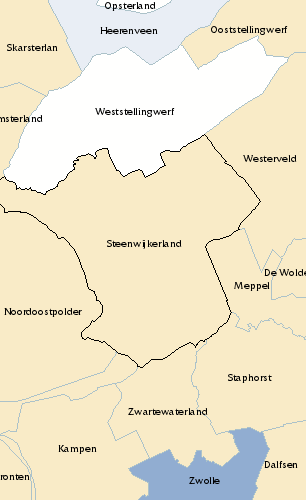 Opsterland
Heerenveen
Ooststellingwerf
Skarsterlan
Weststellingwerf
msterland
Westerveld
Steenwijkerland
De Wolde
Meppel
Noordoostpolder
Staphorst
Zwartewaterland
Kampen
Dalfsen
ronten
Zwolle